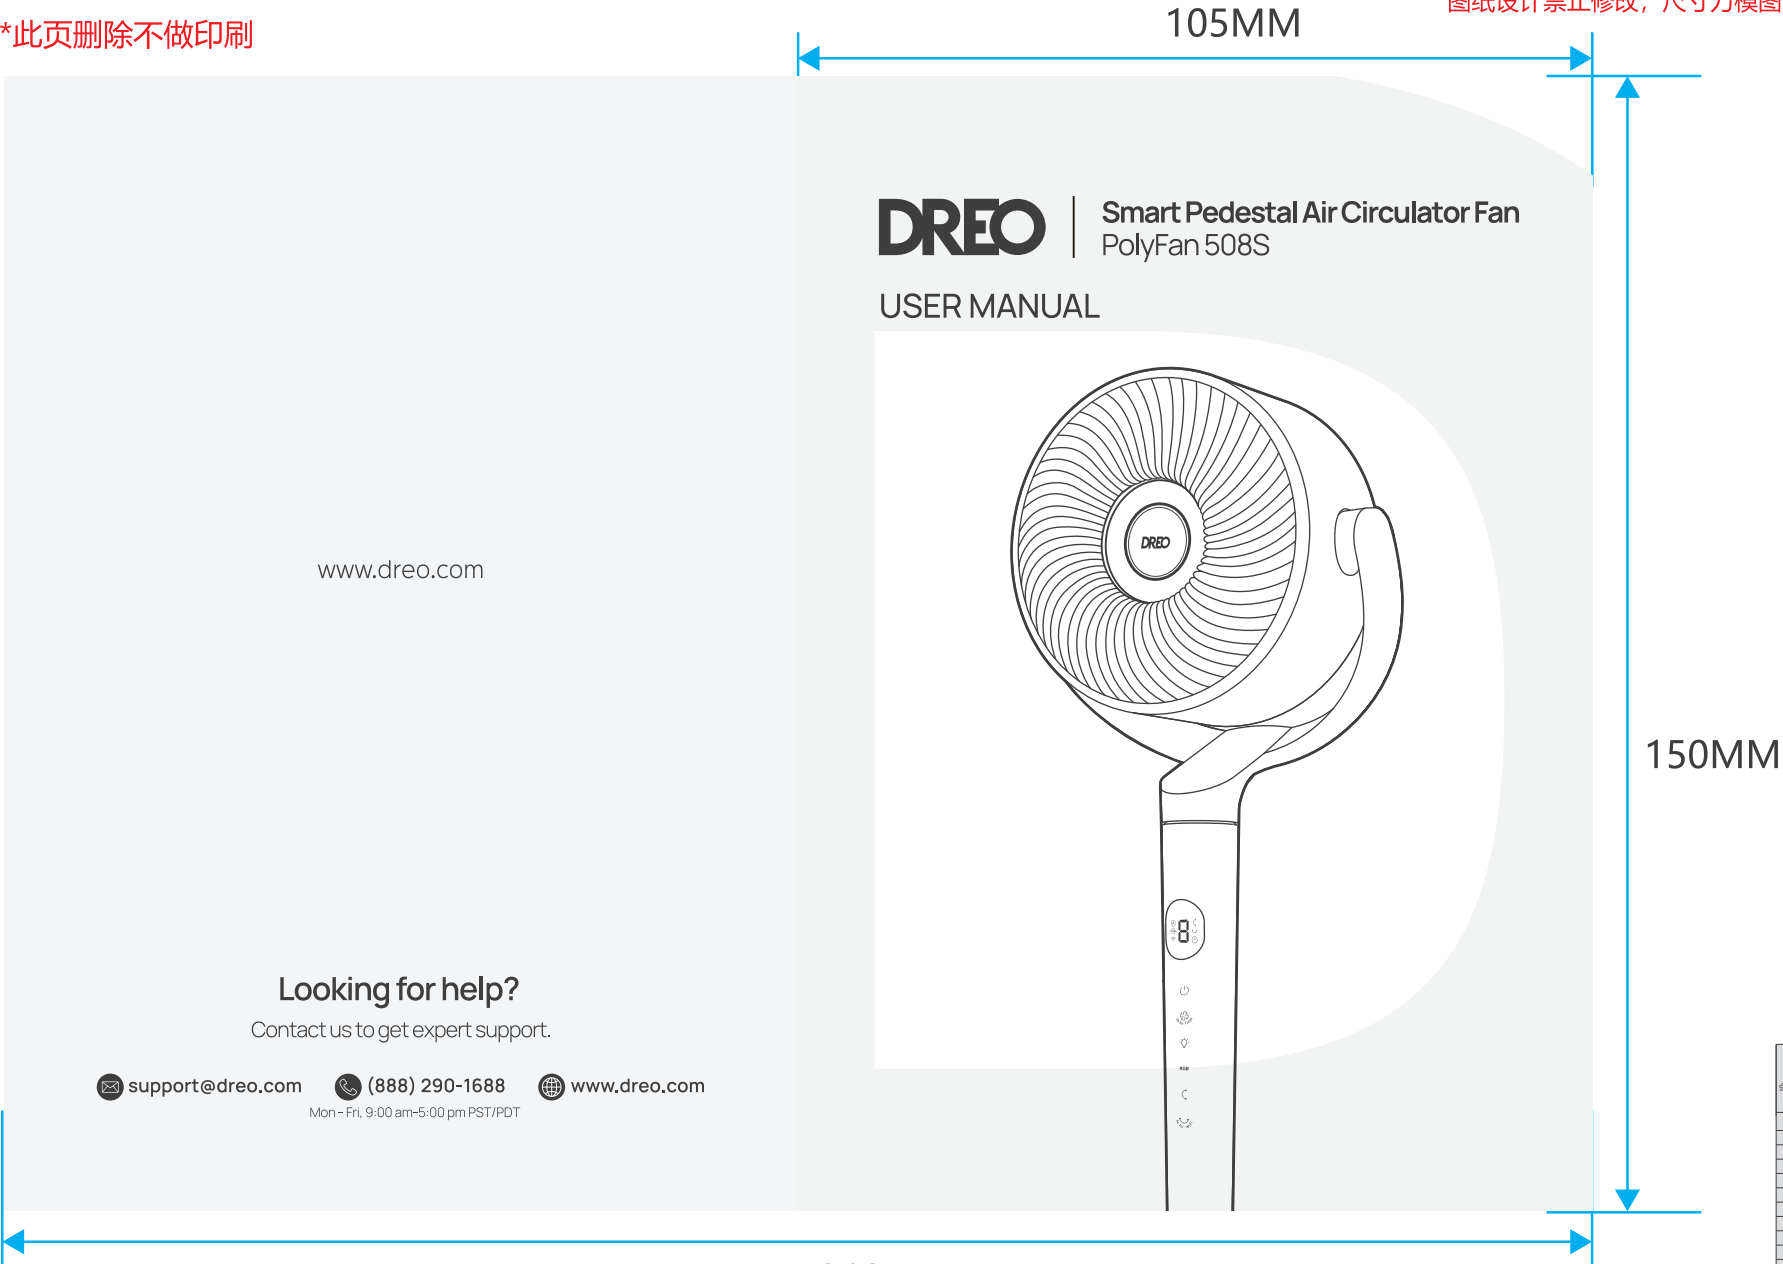 *此页删除不做印刷
105MM
DREO
Smart Pedestal Air Circulator Fan
PolyFan 508S
USER MANUAL
DREO
8
RGB
150MM
www.dreo.com
Looking for help?
Contact us to get expert support.
support@dreo.com
(888) 290-1688
www.dreo.com
Mon - Fri, 9:00 am-5:00 pm PST/PDT